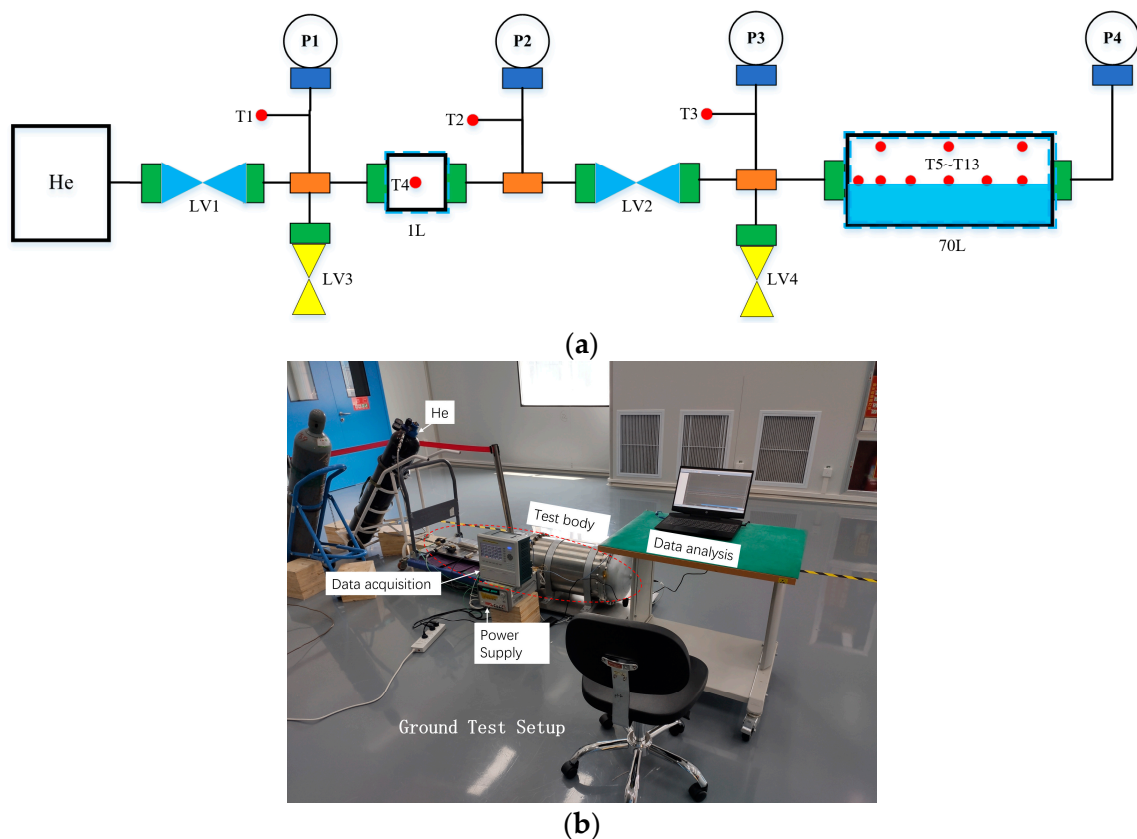 P1
P2
P3
P4
T1
T2
T3
He
T4
T5~T13
LV1
LV2
1L
70L
LV3
LV4
(a)
He
Test body
Data analysis
Data acquisition
Power
Supply
Ground Test Setup
(b)